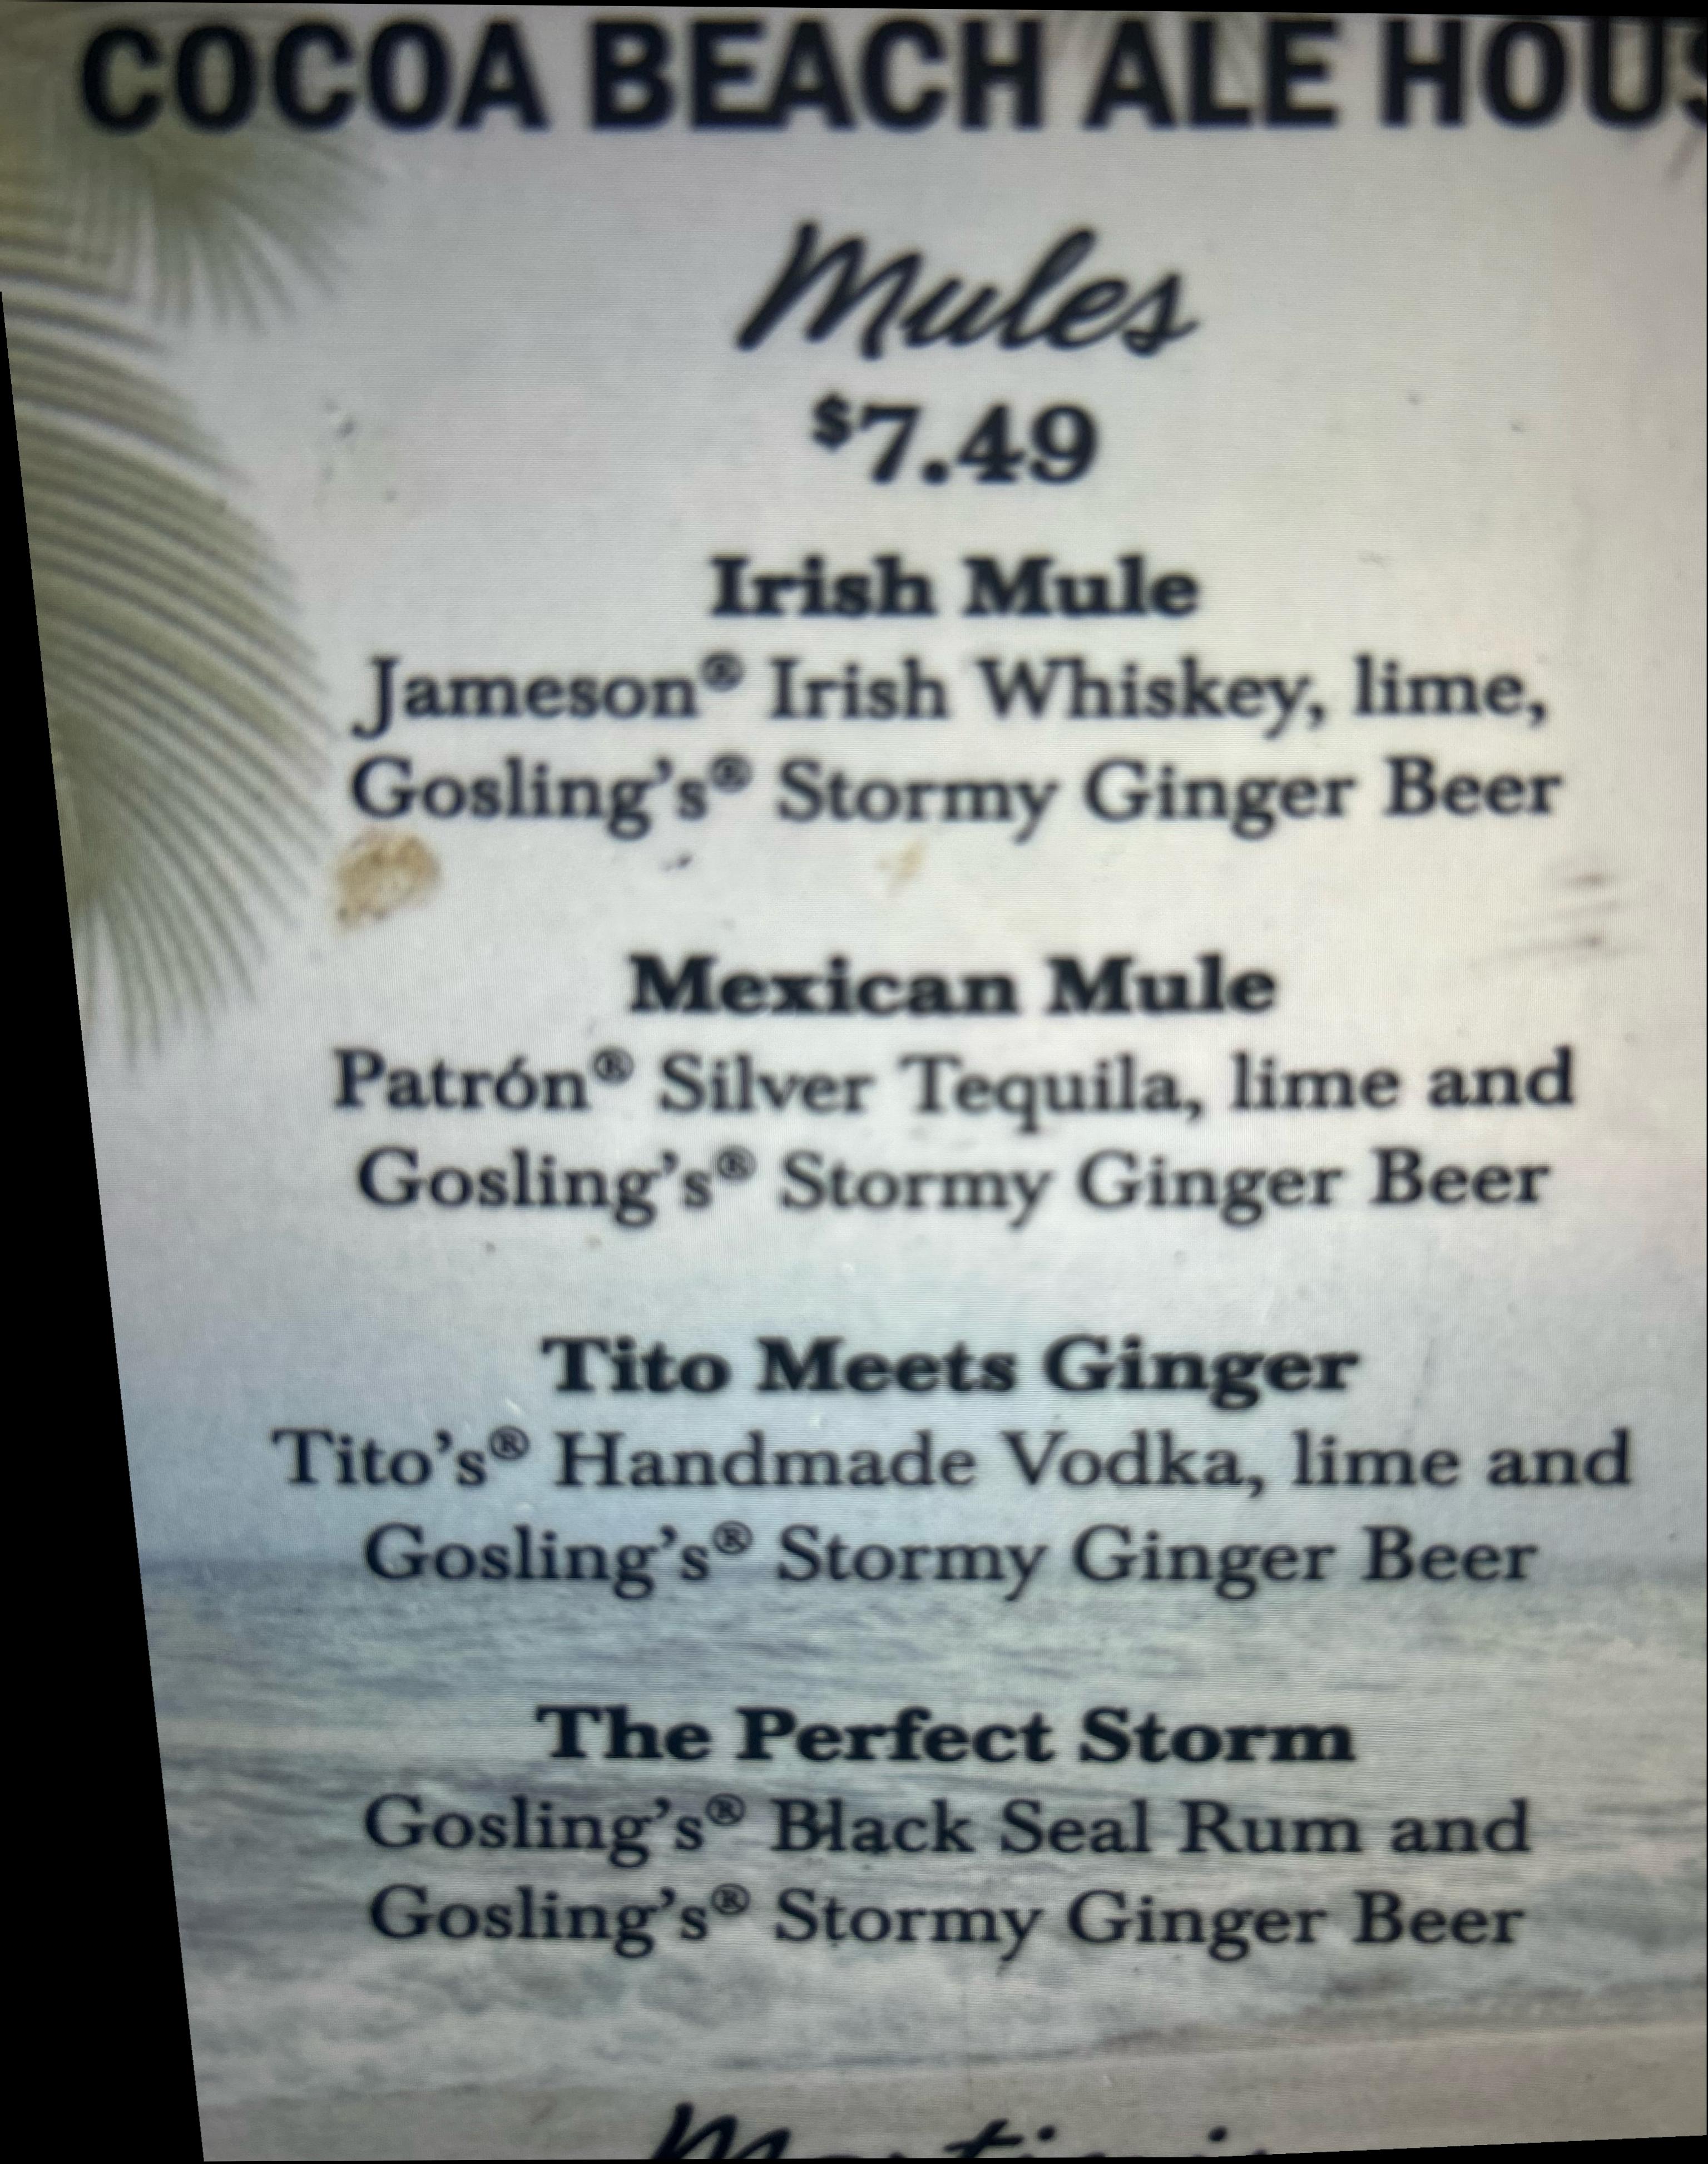 COCOA BEACH ALE
Mules
$7.49
Irish Mule
Jameson® Irish Whiskey, lime,
Gosling's® Stormy Ginger Beer
Mexican Mule
Patrón® Silver Tequila, lime and
Gosling's® Stormy Ginger Beer
Tito Meets Ginger
Tito's® Handmade Vodka, lime and
Gosling's® Stormy Ginger Beer
The Perfect Storm
Gosling's® Black Seal Rum and
Gosling's® Stormy Ginger Beer